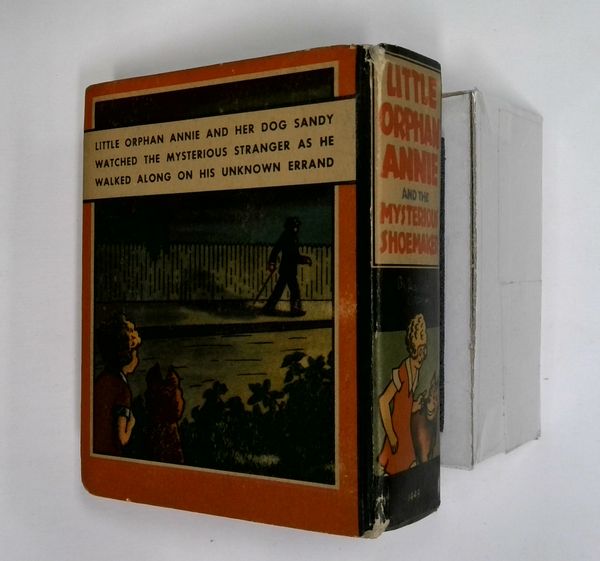 LITTLE ORPHAN ANNIE AND HER DOG SANDY
WATCHED THE MYSTERIOUS STRANGER AS HE
WALKED ALONG ON HIS UNKNOWN ERRAND
LITTLE
ORPHAN
ANNIE
AND THE
MYSTERIOUS
SHOEMAKER
1449